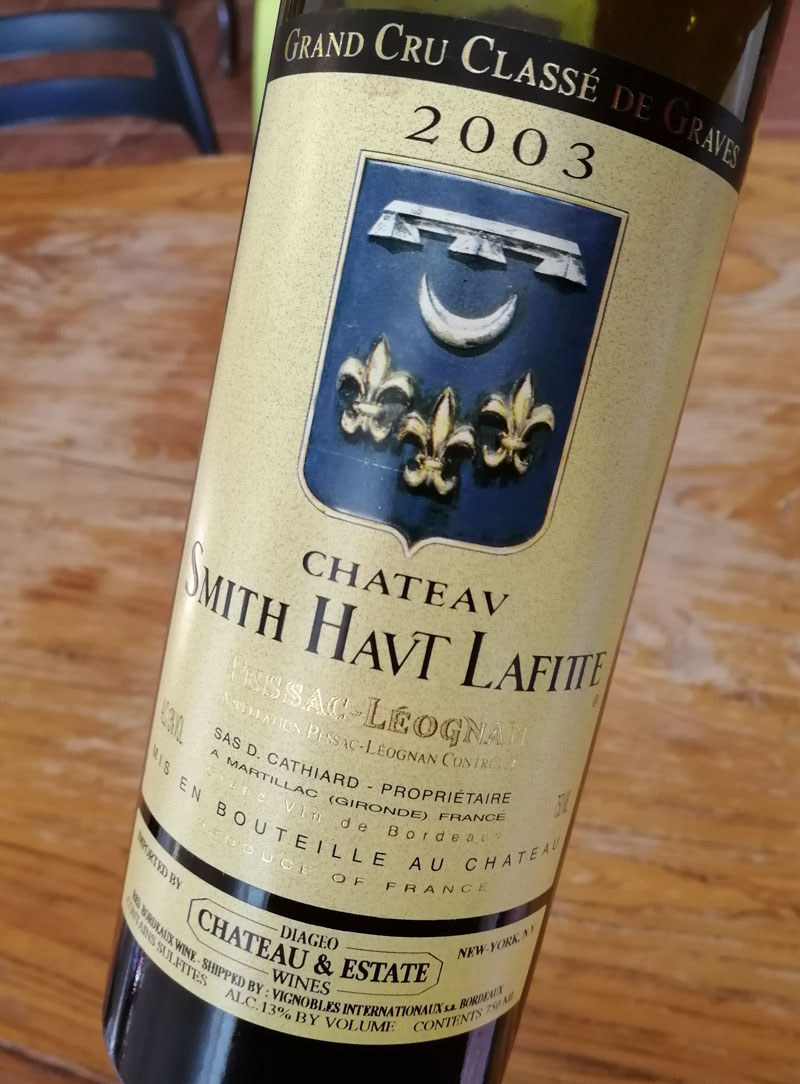 GRAND CRU CLASSÉ DE GRAVES
2003
CHATEAV
SMITH HAVT LAFITTE
PESSAC-LÉOGNAN
APPELLATION PESSAC-LÉOGNAN CONTRÔLÉE
SAS D. CATHIARD - PROPRIÉTAIRE
A MARTILLAC (GIRONDE) FRANCE
Grand Vin de Bordeaux
MIS EN BOUTEILLE AU CHATEAU
PRODUCE OF FRANCE
IMPORTED BY
DIAGEO
CHATEAU & ESTATE
WINES
NEW-YORK, N.Y.
RED BORDEAUX WINE - SHIPPED BY : VIGNOBLES INTERNATIONAUX s.a. BORDEAUX
CONTAINS SULFITES ALC.13% BY VOLUME CONTENTS 750 ML